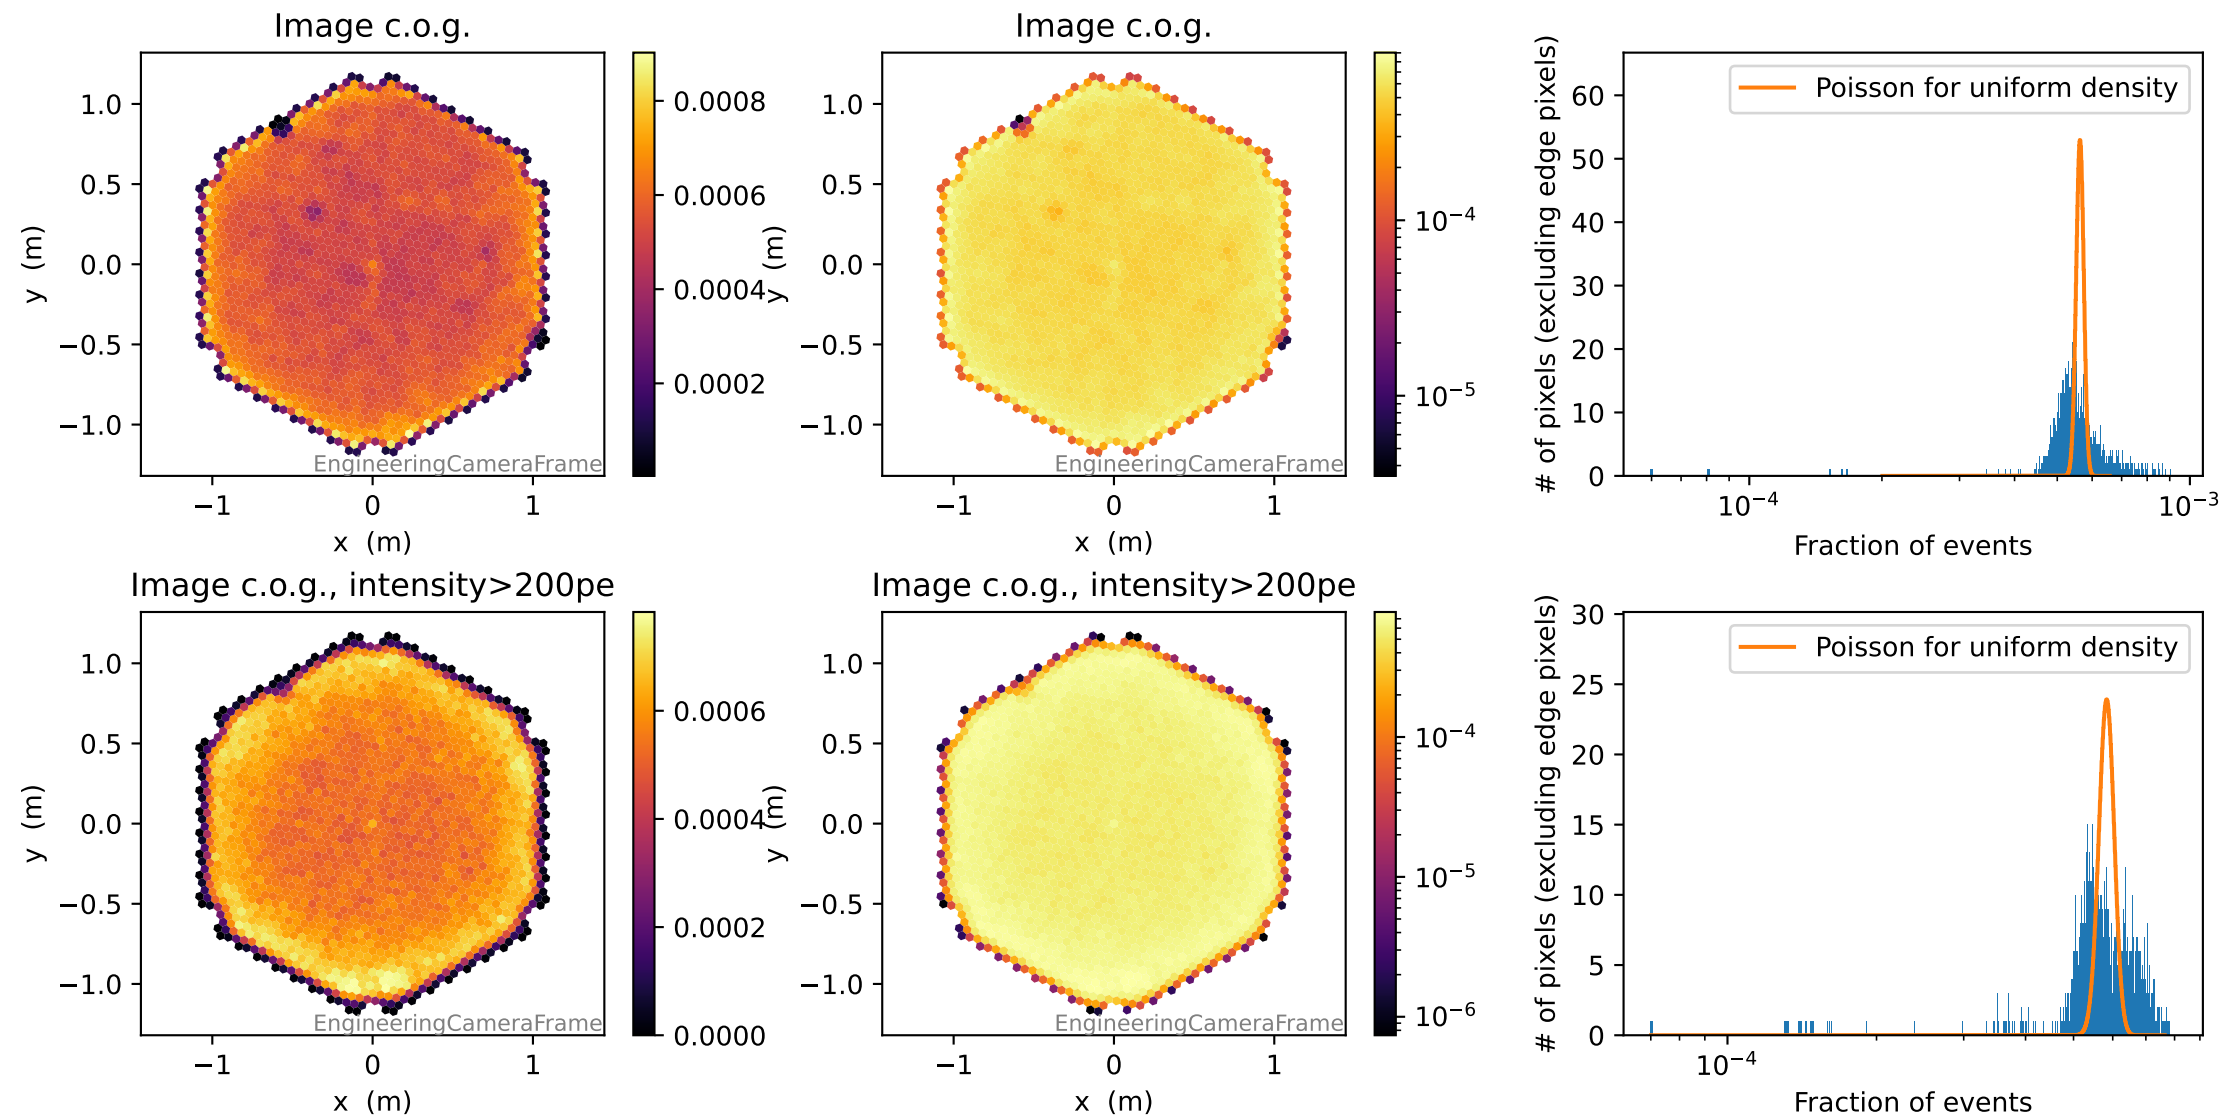 Image c.o.g.
y (m)
1.0
0.5
0.0
−0.5
−1.0
−1
0
1
x (m)
EngineeringCameraFrame
0.0008
0.0006
0.0004
0.0002
Image c.o.g.
y (m)
1.0
0.5
0.0
−0.5
−1.0
−1
0
1
x (m)
EngineeringCameraFrame
10⁻⁴
10⁻⁵
# of pixels (excluding edge pixels)
60
50
40
30
20
10
0
Poisson for uniform density
10⁻⁴
10⁻³
Fraction of events
Image c.o.g., intensity>200pe
y (m)
1.0
0.5
0.0
−0.5
−1.0
−1
0
1
x (m)
EngineeringCameraFrame
0.0006
0.0004
0.0002
0.0000
Image c.o.g., intensity>200pe
y (m)
1.0
0.5
0.0
−0.5
−1.0
−1
0
1
x (m)
EngineeringCameraFrame
10⁻⁴
10⁻⁵
10⁻⁶
# of pixels (excluding edge pixels)
30
25
20
15
10
5
0
Poisson for uniform density
10⁻⁴
Fraction of events